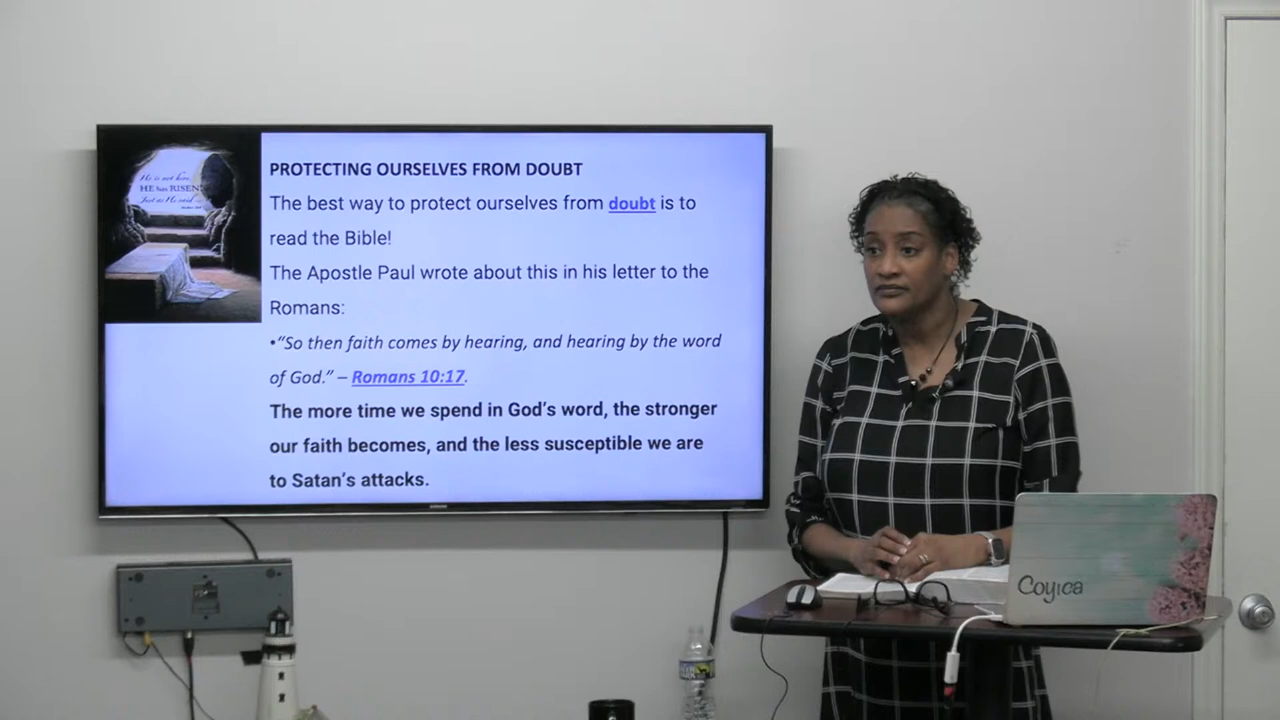 He is not here,
HE Has RISEN
Just as He said...
PROTECTING OURSELVES FROM DOUBT
The best way to protect ourselves from doubt is to
read the Bible!
The Apostle Paul wrote about this in his letter to the
Romans:
•“So then faith comes by hearing, and hearing by the word
of God.” – Romans 10:17.
The more time we spend in God’s word, the stronger
our faith becomes, and the less susceptible we are
to Satan’s attacks.
SAMSUNG
Coyica